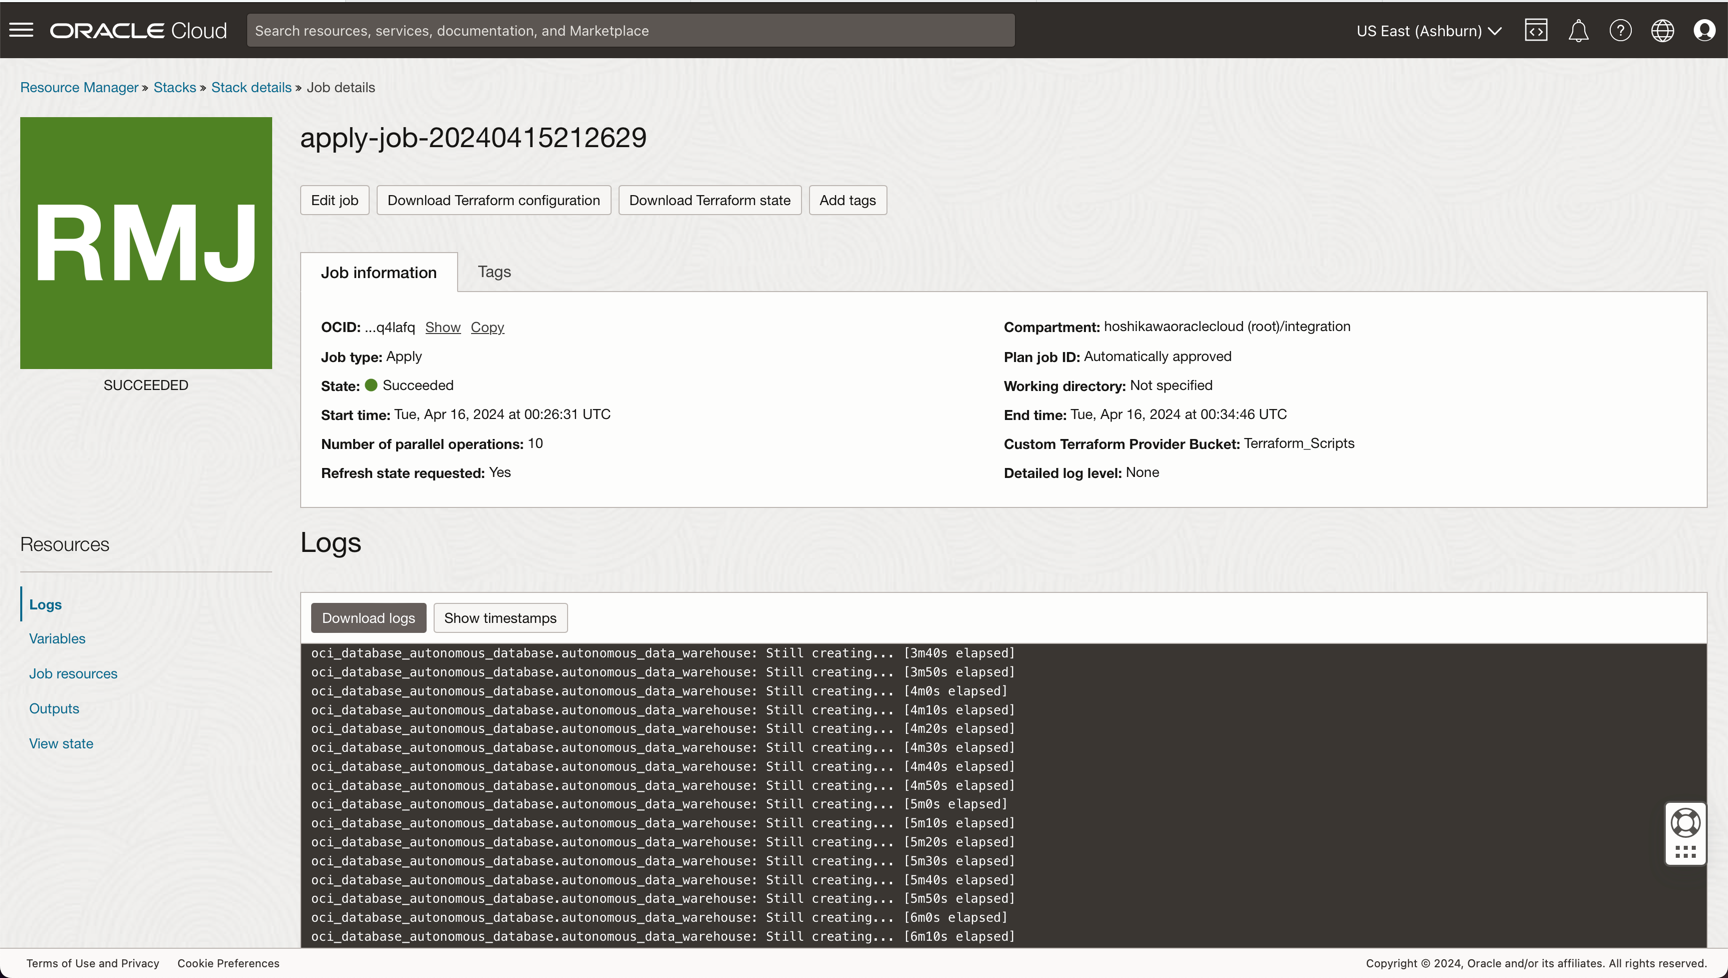 ORACLE Cloud
Search resources, services, documentation, and Marketplace
US East (Ashburn)
Resource Manager » Stacks » Stack details » Job details
RMJ
SUCCEEDED
apply-job-20240415212629
Edit job
Download Terraform configuration
Download Terraform state
Add tags
Job information
Tags
OCID: ...q4lafq Show Copy
Job type: Apply
State: Succeeded
Start time: Tue, Apr 16, 2024 at 00:26:31 UTC
Number of parallel operations: 10
Refresh state requested: Yes
Compartment: hoshikawaoraclecloud (root)/integration
Plan job ID: Automatically approved
Working directory: Not specified
End time: Tue, Apr 16, 2024 at 00:34:46 UTC
Custom Terraform Provider Bucket: Terraform_Scripts
Detailed log level: None
Resources
Logs
Variables
Job resources
Outputs
View state
Logs
Download logs
Show timestamps
oci_database_autonomous_database.autonomous_data_warehouse: Still creating... [3m40s elapsed]
oci_database_autonomous_database.autonomous_data_warehouse: Still creating... [3m50s elapsed]
oci_database_autonomous_database.autonomous_data_warehouse: Still creating... [4m0s elapsed]
oci_database_autonomous_database.autonomous_data_warehouse: Still creating... [4m10s elapsed]
oci_database_autonomous_database.autonomous_data_warehouse: Still creating... [4m20s elapsed]
oci_database_autonomous_database.autonomous_data_warehouse: Still creating... [4m30s elapsed]
oci_database_autonomous_database.autonomous_data_warehouse: Still creating... [4m40s elapsed]
oci_database_autonomous_database.autonomous_data_warehouse: Still creating... [4m50s elapsed]
oci_database_autonomous_database.autonomous_data_warehouse: Still creating... [5m0s elapsed]
oci_database_autonomous_database.autonomous_data_warehouse: Still creating... [5m10s elapsed]
oci_database_autonomous_database.autonomous_data_warehouse: Still creating... [5m20s elapsed]
oci_database_autonomous_database.autonomous_data_warehouse: Still creating... [5m30s elapsed]
oci_database_autonomous_database.autonomous_data_warehouse: Still creating... [5m40s elapsed]
oci_database_autonomous_database.autonomous_data_warehouse: Still creating... [5m50s elapsed]
oci_database_autonomous_database.autonomous_data_warehouse: Still creating... [6m0s elapsed]
oci_database_autonomous_database.autonomous_data_warehouse: Still creating... [6m10s elapsed]
Terms of Use and Privacy
Cookie Preferences
Copyright © 2024, Oracle and/or its affiliates. All rights reserved.